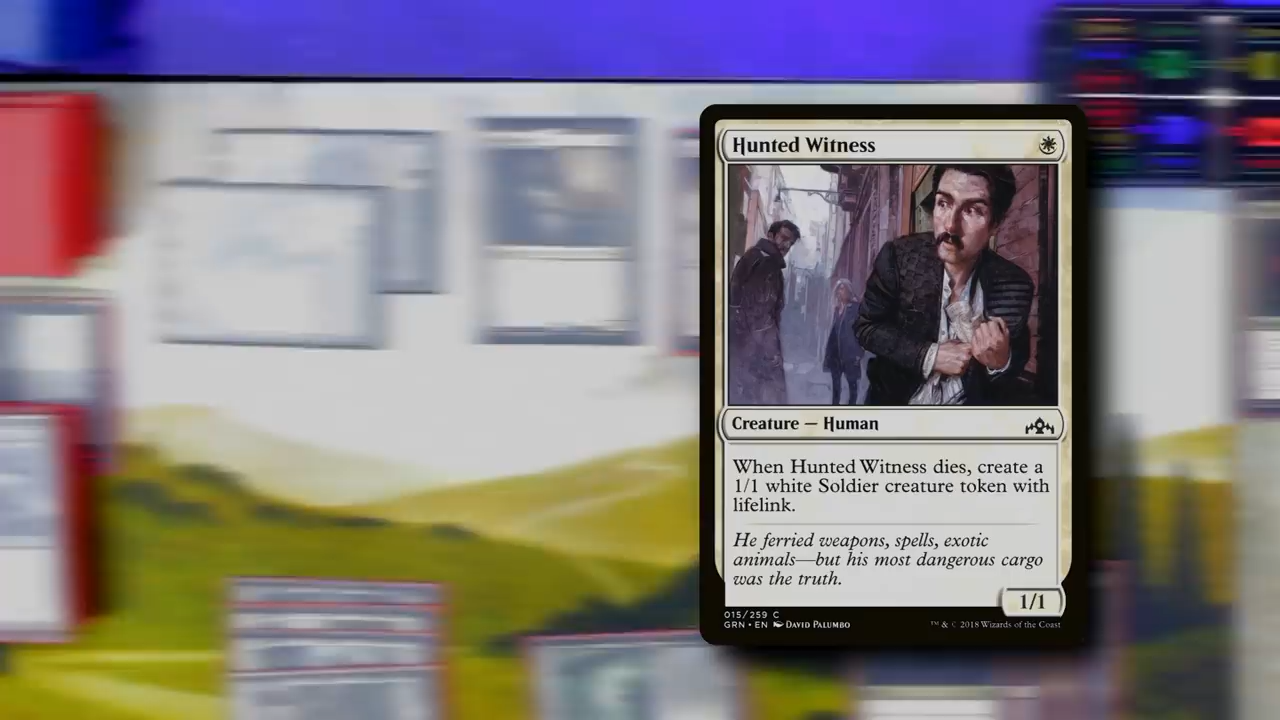 Hunted Witness
Creature — Human
When Hunted Witness dies, create a
1/1 white Soldier creature token with
lifelink.
He ferried weapons, spells, exotic
animals—but his most dangerous cargo
was the truth.
1/1
015/259 C
GRN • EN DAVID PALUMBO
™ & © 2018 Wizards of the Coast